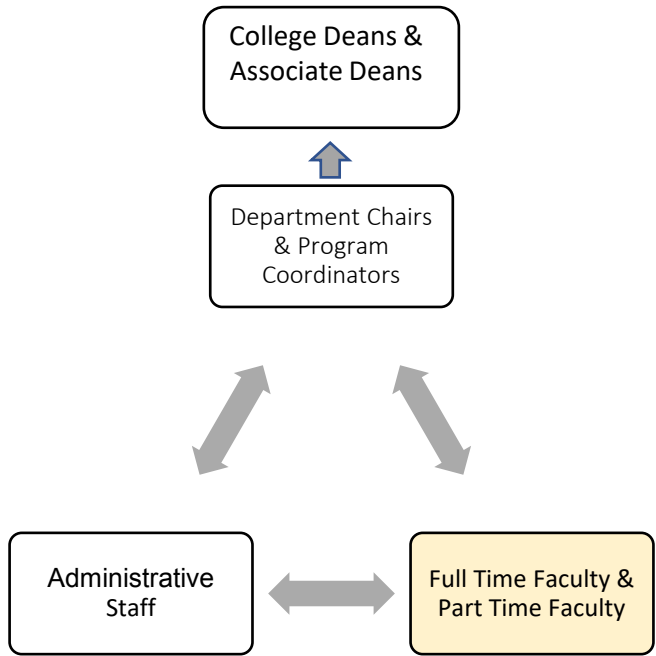 College Deans &
Associate Deans
Department Chairs
& Program
Coordinators
Administrative
Staff
Full Time Faculty &
Part Time Faculty